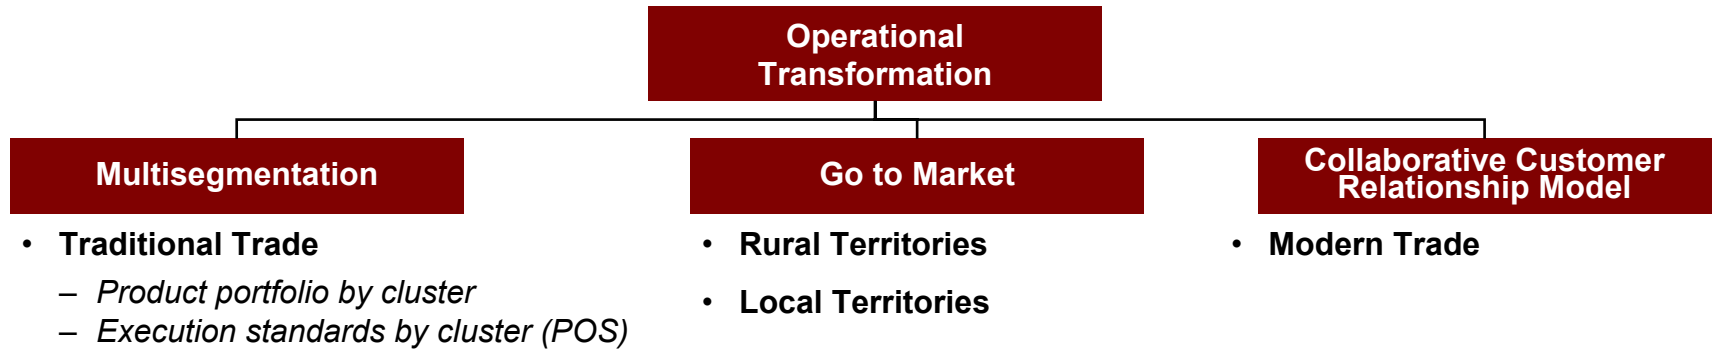 Operational
Transformation
Multisegmentation
Go to Market
Collaborative Customer
Relationship Model
• Traditional Trade
– Product portfolio by cluster
– Execution standards by cluster (POS)
• Rural Territories
• Local Territories
• Modern Trade